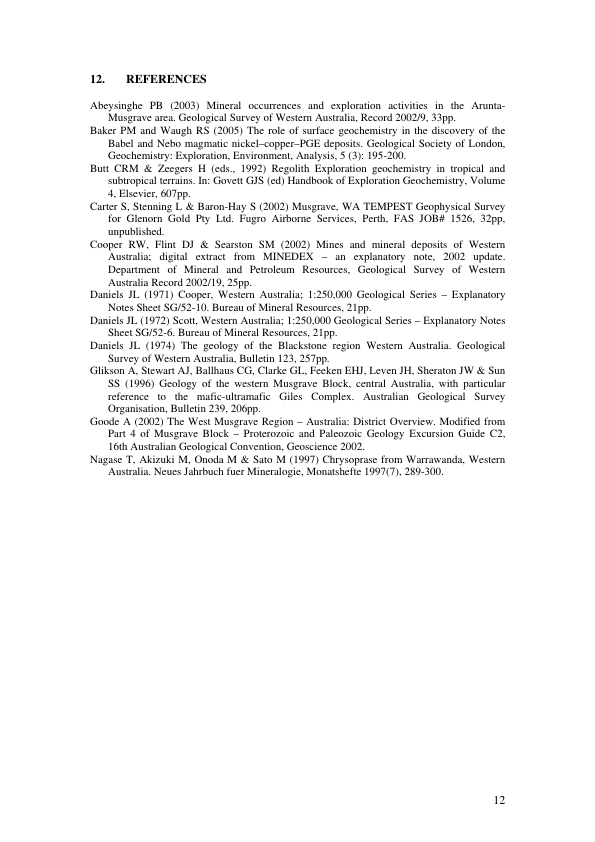 12. REFERENCES
Abeysinghe PB (2003) Mineral occurrences and exploration activities in the Arunta-
Musgrave area. Geological Survey of Western Australia, Record 2002/9, 33pp.
Baker PM and Waugh RS (2005) The role of surface geochemistry in the discovery of the
Babel and Nebo magmatic nickel–copper–PGE deposits. Geological Society of London,
Geochemistry: Exploration, Environment, Analysis, 5 (3): 195-200.
Butt CRM & Zeegers H (eds., 1992) Regolith Exploration geochemistry in tropical and
subtropical terrains. In: Govett GJS (ed) Handbook of Exploration Geochemistry, Volume
4, Elsevier, 607pp.
Carter S, Stenning L & Baron-Hay S (2002) Musgrave, WA TEMPEST Geophysical Survey
for Glenorn Gold Pty Ltd. Fugro Airborne Services, Perth, FAS JOB# 1526, 32pp,
unpublished.
Cooper RW, Flint DJ & Searston SM (2002) Mines and mineral deposits of Western
Australia; digital extract from MINEDEX – an explanatory note, 2002 update.
Department of Mineral and Petroleum Resources, Geological Survey of Western
Australia Record 2002/19, 25pp.
Daniels JL (1971) Cooper, Western Australia; 1:250,000 Geological Series – Explanatory
Notes Sheet SG/52-10. Bureau of Mineral Resources, 21pp.
Daniels JL (1972) Scott, Western Australia; 1:250,000 Geological Series – Explanatory Notes
Sheet SG/52-6. Bureau of Mineral Resources, 21pp.
Daniels JL (1974) The geology of the Blackstone region Western Australia. Geological
Survey of Western Australia, Bulletin 123, 257pp.
Glikson A, Stewart AJ, Ballhaus CG, Clarke GL, Feeken EHJ, Leven JH, Sheraton JW & Sun
SS (1996) Geology of the western Musgrave Block, central Australia, with particular
reference to the mafic-ultramafic Giles Complex. Australian Geological Survey
Organisation, Bulletin 239, 206pp.
Goode A (2002) The West Musgrave Region – Australia: District Overview. Modified from
Part 4 of Musgrave Block – Proterozoic and Paleozoic Geology Excursion Guide C2,
16th Australian Geological Convention, Geoscience 2002.
Nagase T, Akizuki M, Onoda M & Sato M (1997) Chrysoprase from Warrawanda, Western
Australia. Neues Jahrbuch fuer Mineralogie, Monatshefte 1997(7), 289-300.
12